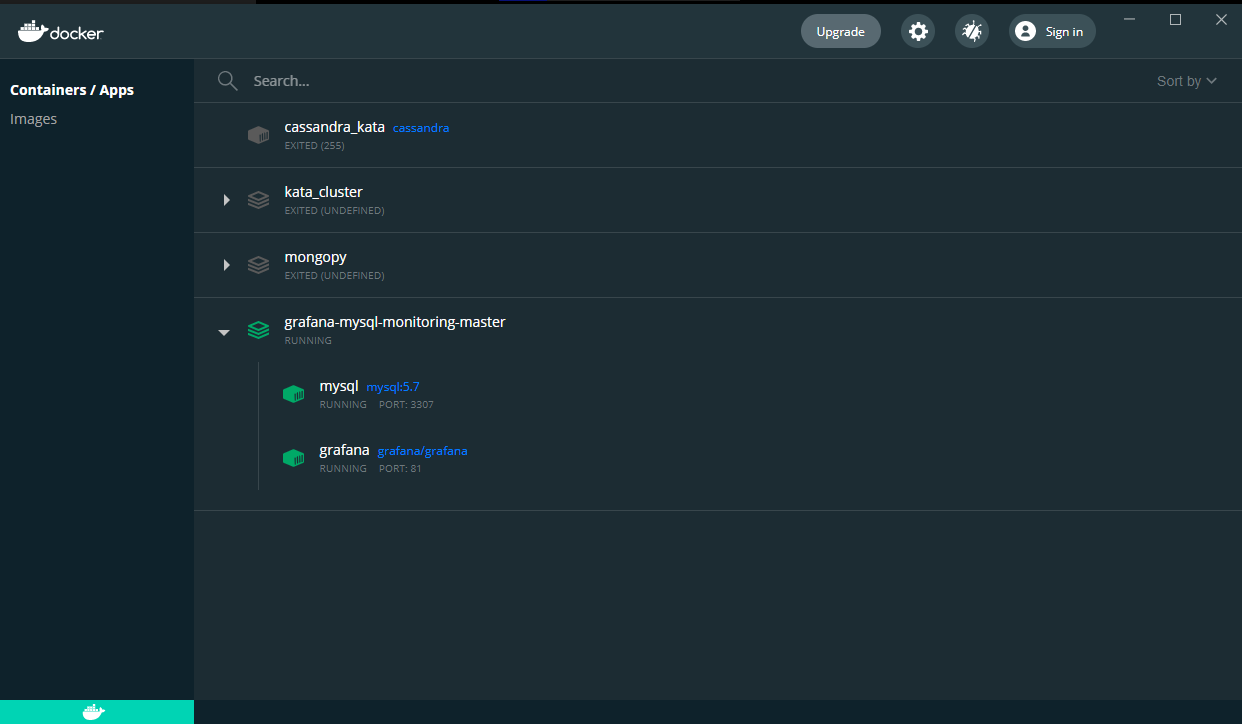 docker
Upgrade
Sign in
Containers / Apps
Images
Search...
Sort by
cassandra_kata cassandra
EXITED (255)
kata_cluster
EXITED (UNDEFINED)
mongopy
EXITED (UNDEFINED)
grafana-mysql-monitoring-master
RUNNING
mysql mysql:5.7
RUNNING PORT: 3307
grafana grafana/grafana
RUNNING PORT: 81